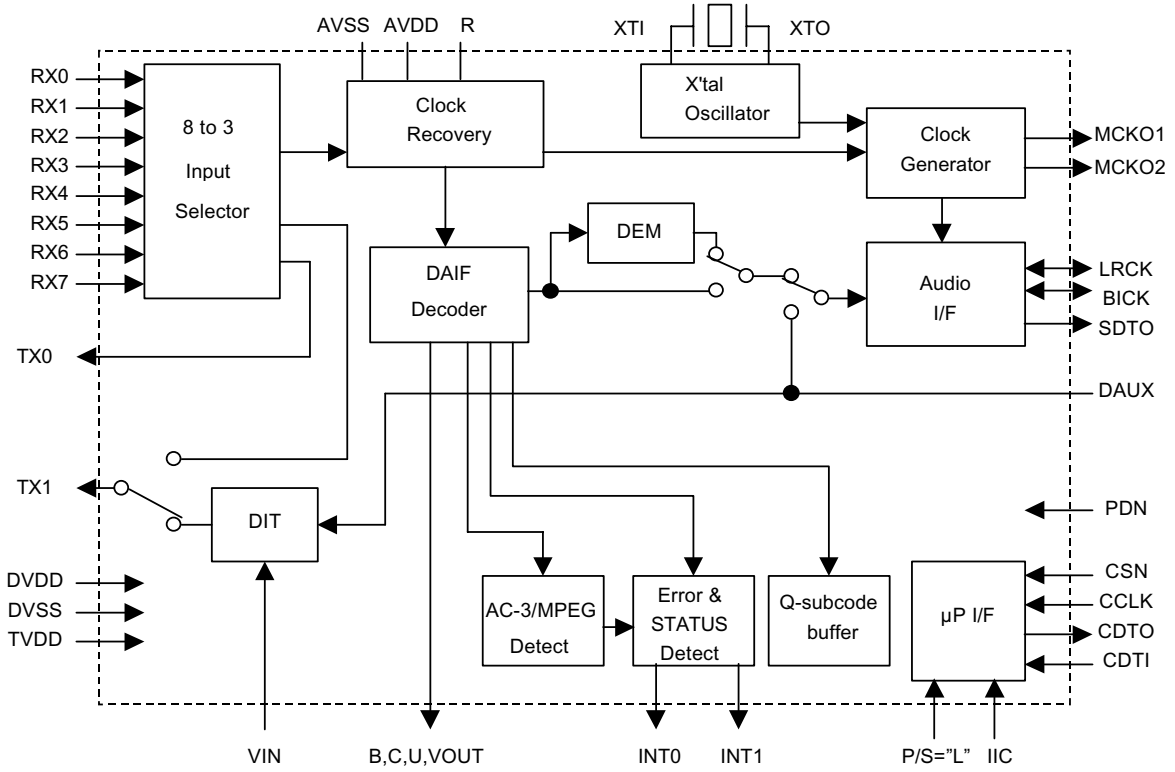 AVSS AVDD R
XTI XTO
RX0
RX1
RX2
RX3
RX4
RX5
RX6
RX7
8 to 3
Input
Selector
Clock
Recovery
X'tal
Oscillator
Clock
Generator
MCKO1
MCKO2
DEM
DAIF
Decoder
Audio
I/F
LRCK
BICK
SDTO
TX0
DAUX
TX1
DIT
PDN
DVDD
DVSS
TVDD
AC-3/MPEG
Detect
Error &
STATUS
Detect
Q-subcode
buffer
µP I/F
CSN
CCLK
CDTO
CDTI
VIN
B,C,U,VOUT
INT0
INT1
P/S=”L”
IIC